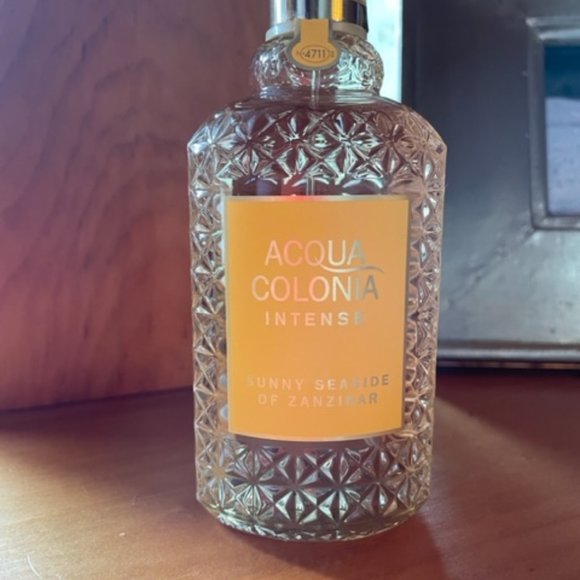 4711
ACQUA
COLONIA
INTENSE
SUNNY SEASIDE
OF ZANZIBAR